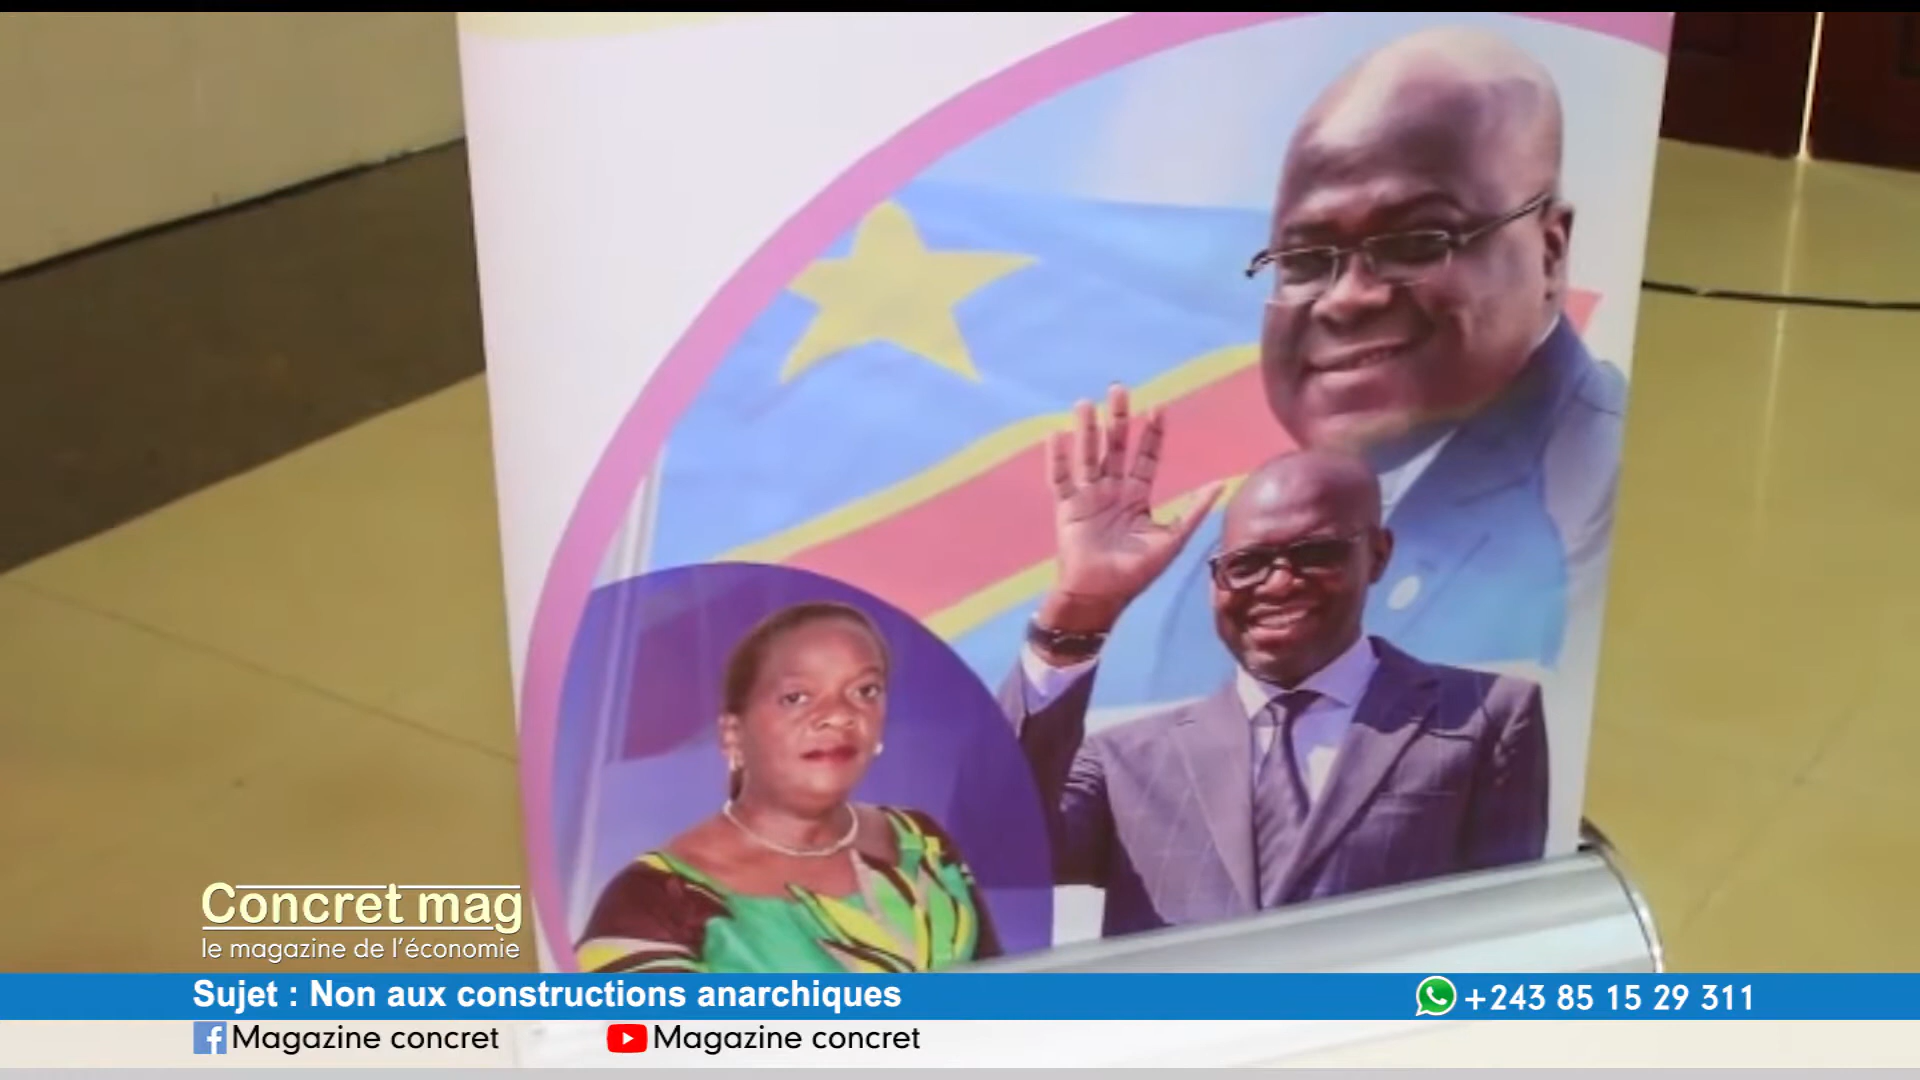 Concret mag
le magazine de l'économie
Sujet : Non aux constructions anarchiques
+243 85 15 29 311
Magazine concret
Magazine concret